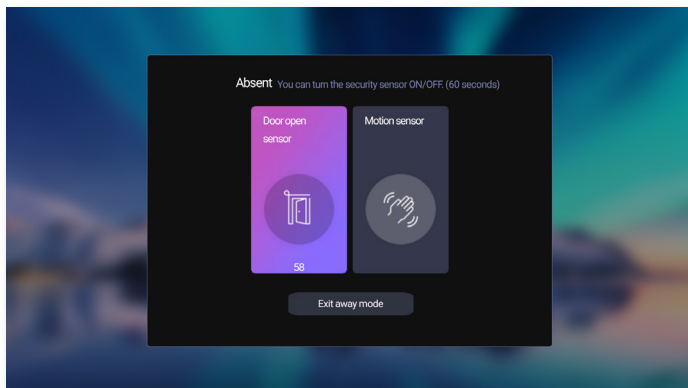 Absent You can turn the security sensor ON/OFF. (60 seconds)
Door open
sensor
Motion sensor
58
Exit away mode